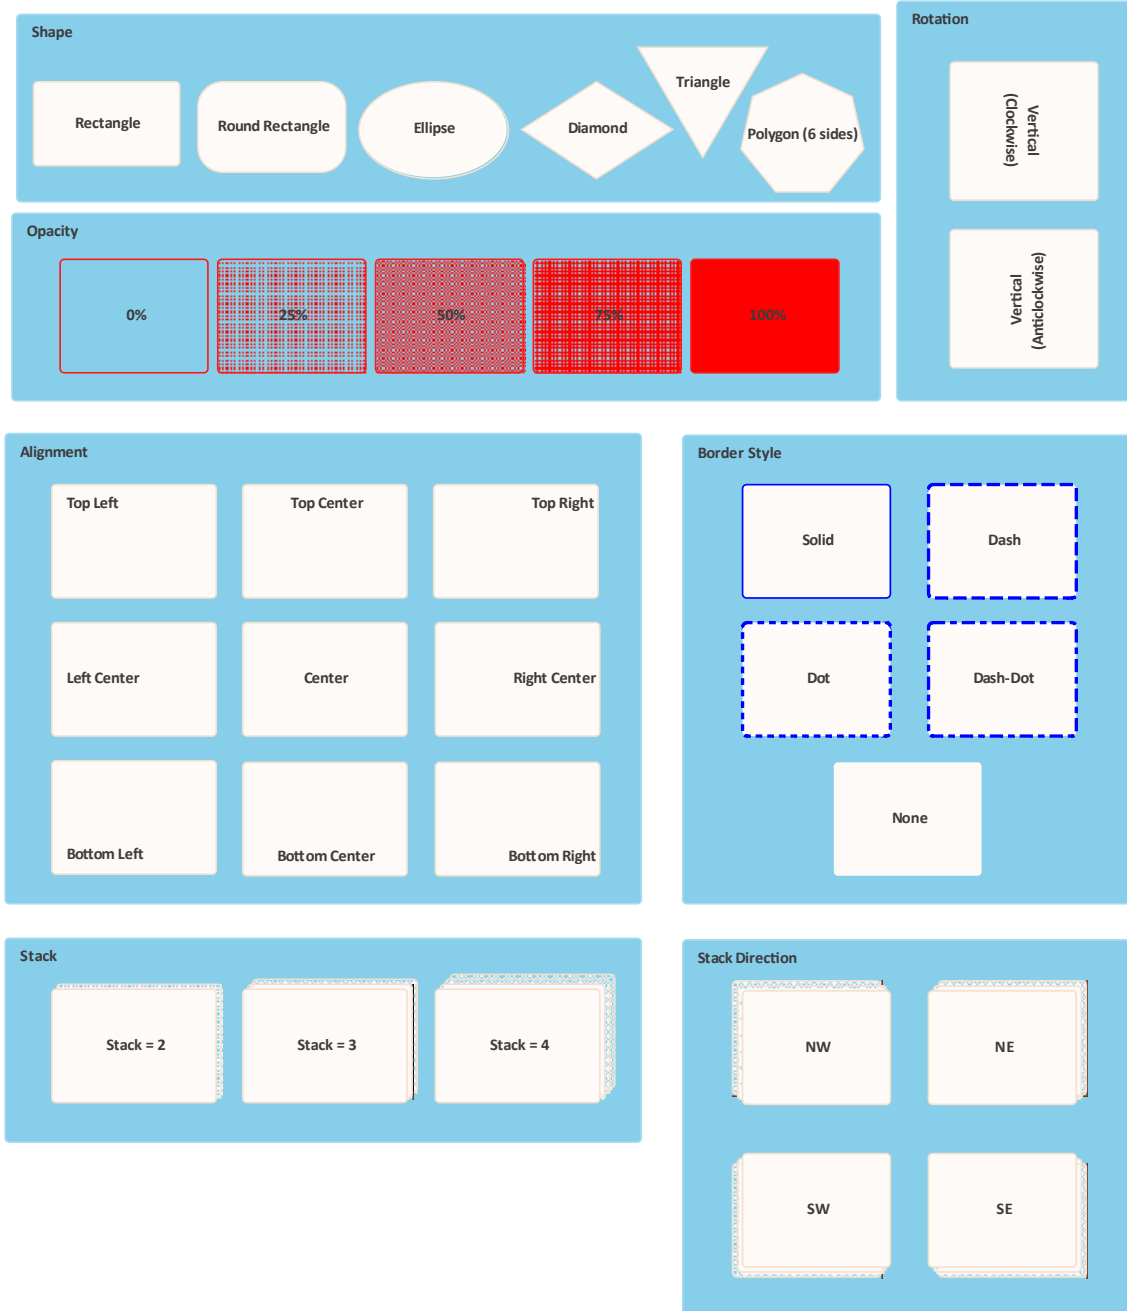 Shape
Rectangle
Round Rectangle
Ellipse
Diamond
Triangle
Polygon (6 sides)
Rotation
Vertical
(Clockwise)
Vertical
(Anticlockwise)
Opacity
0%
25%
50%
75%
100%
Alignment
Top Left
Top Center
Top Right
Left Center
Center
Right Center
Bottom Left
Bottom Center
Bottom Right
Border Style
Solid
Dash
Dot
Dash-Dot
None
Stack
Stack = 2
Stack = 3
Stack = 4
Stack Direction
NW
NE
SW
SE